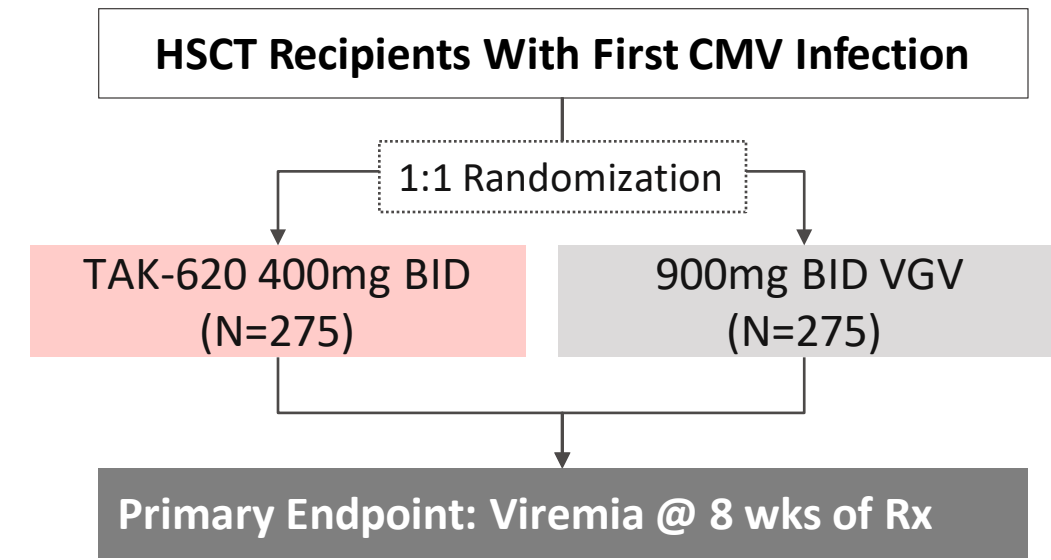 HSCT Recipients With First CMV Infection
1:1 Randomization
TAK-620 400mg BID
(N=275)
900mg BID VGV
(N=275)
Primary Endpoint: Viremia @ 8 wks of Rx